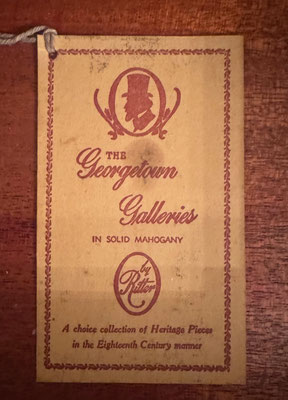 THE
Georgetown
Galleries
IN SOLID MAHOGANY
by
Ritter
A choice collection of Heritage Pieces
in the Eighteenth Century manner